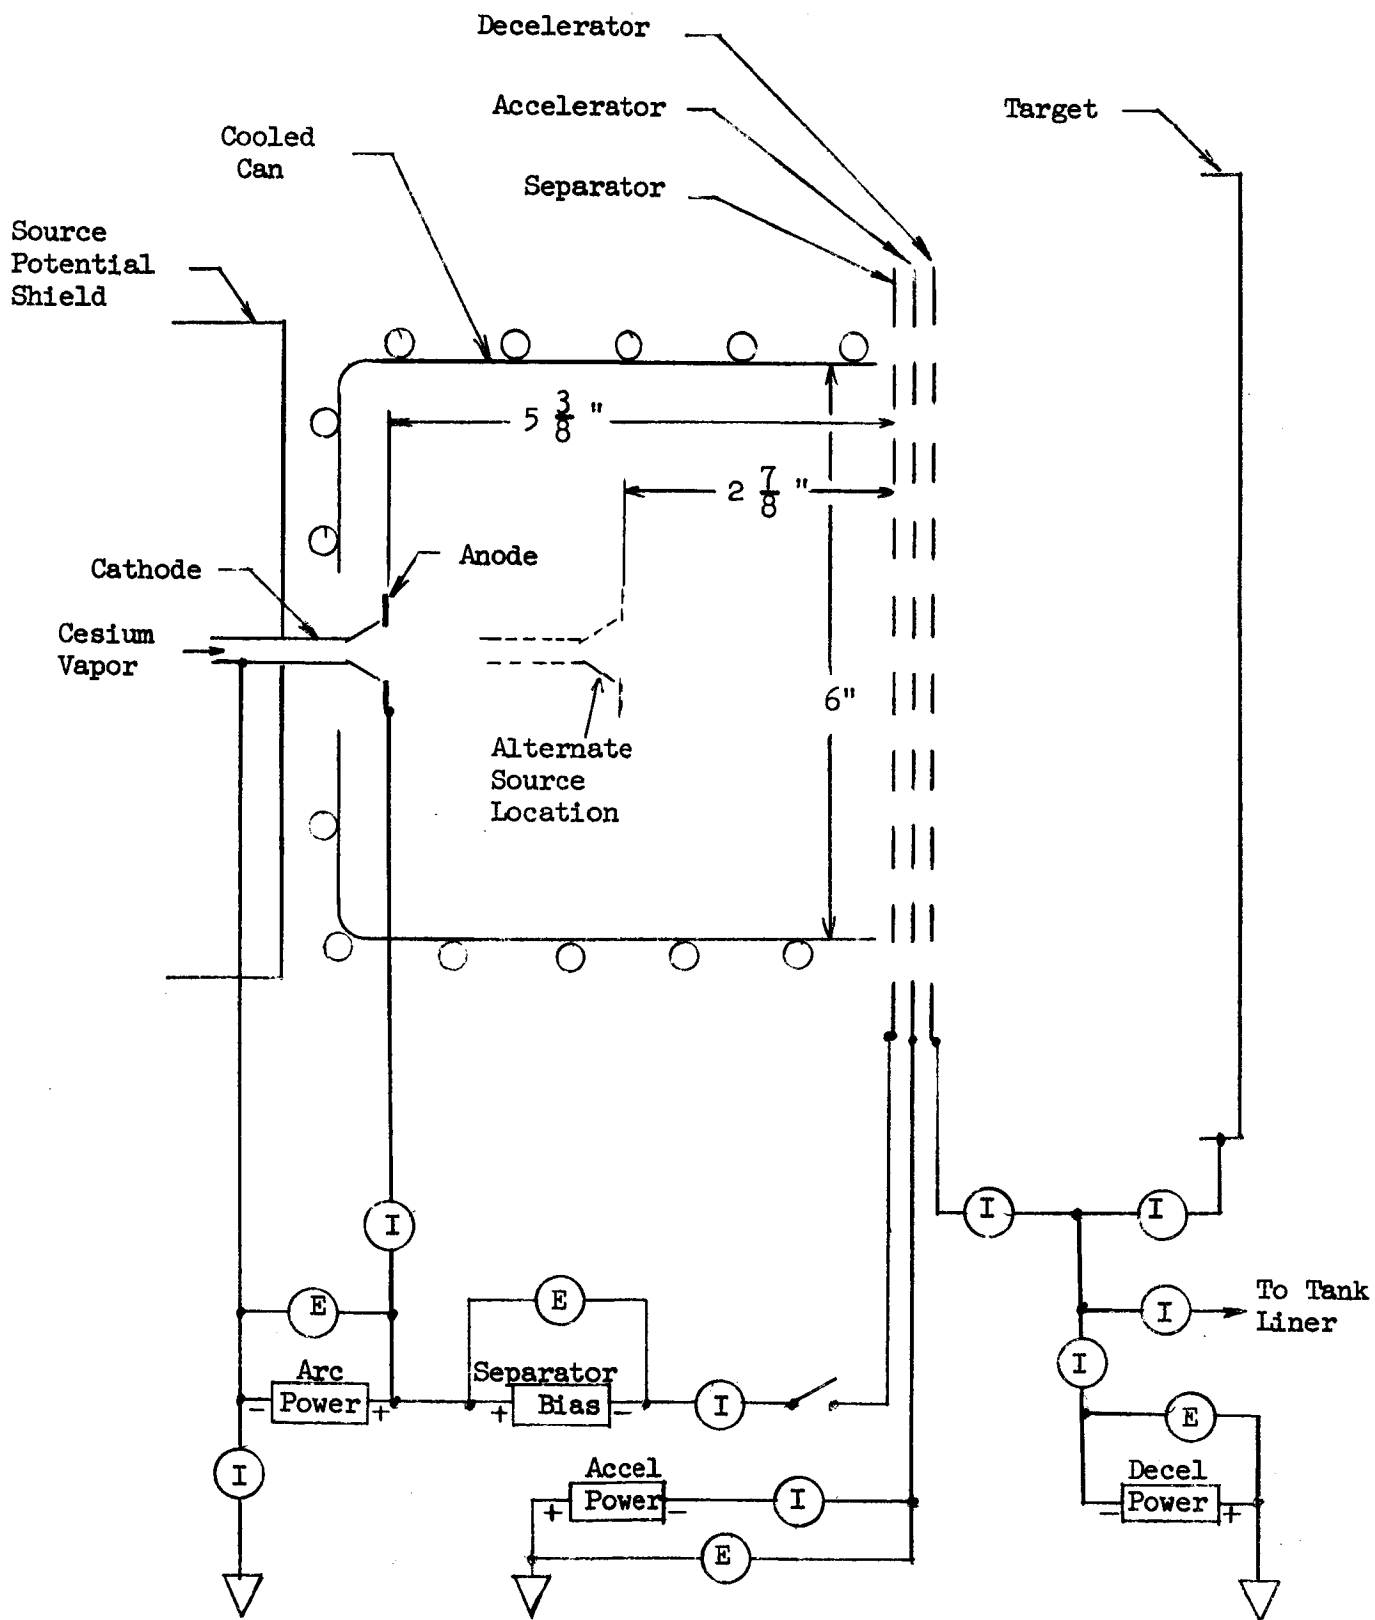 Decelerator
Accelerator
Target
Cooled
Can
Separator
Source
Potential
Shield
5 3/8 "
2 7/8 "
Anode
Cathode
Cesium
Vapor
6"
Alternate
Source
Location
I
I
I
E
E
I
To Tank
Liner
I
Arc
Power
- +
Separator
Bias
+ -
I
E
I
Accel
Power
+ -
I
Decel
Power
- +
E